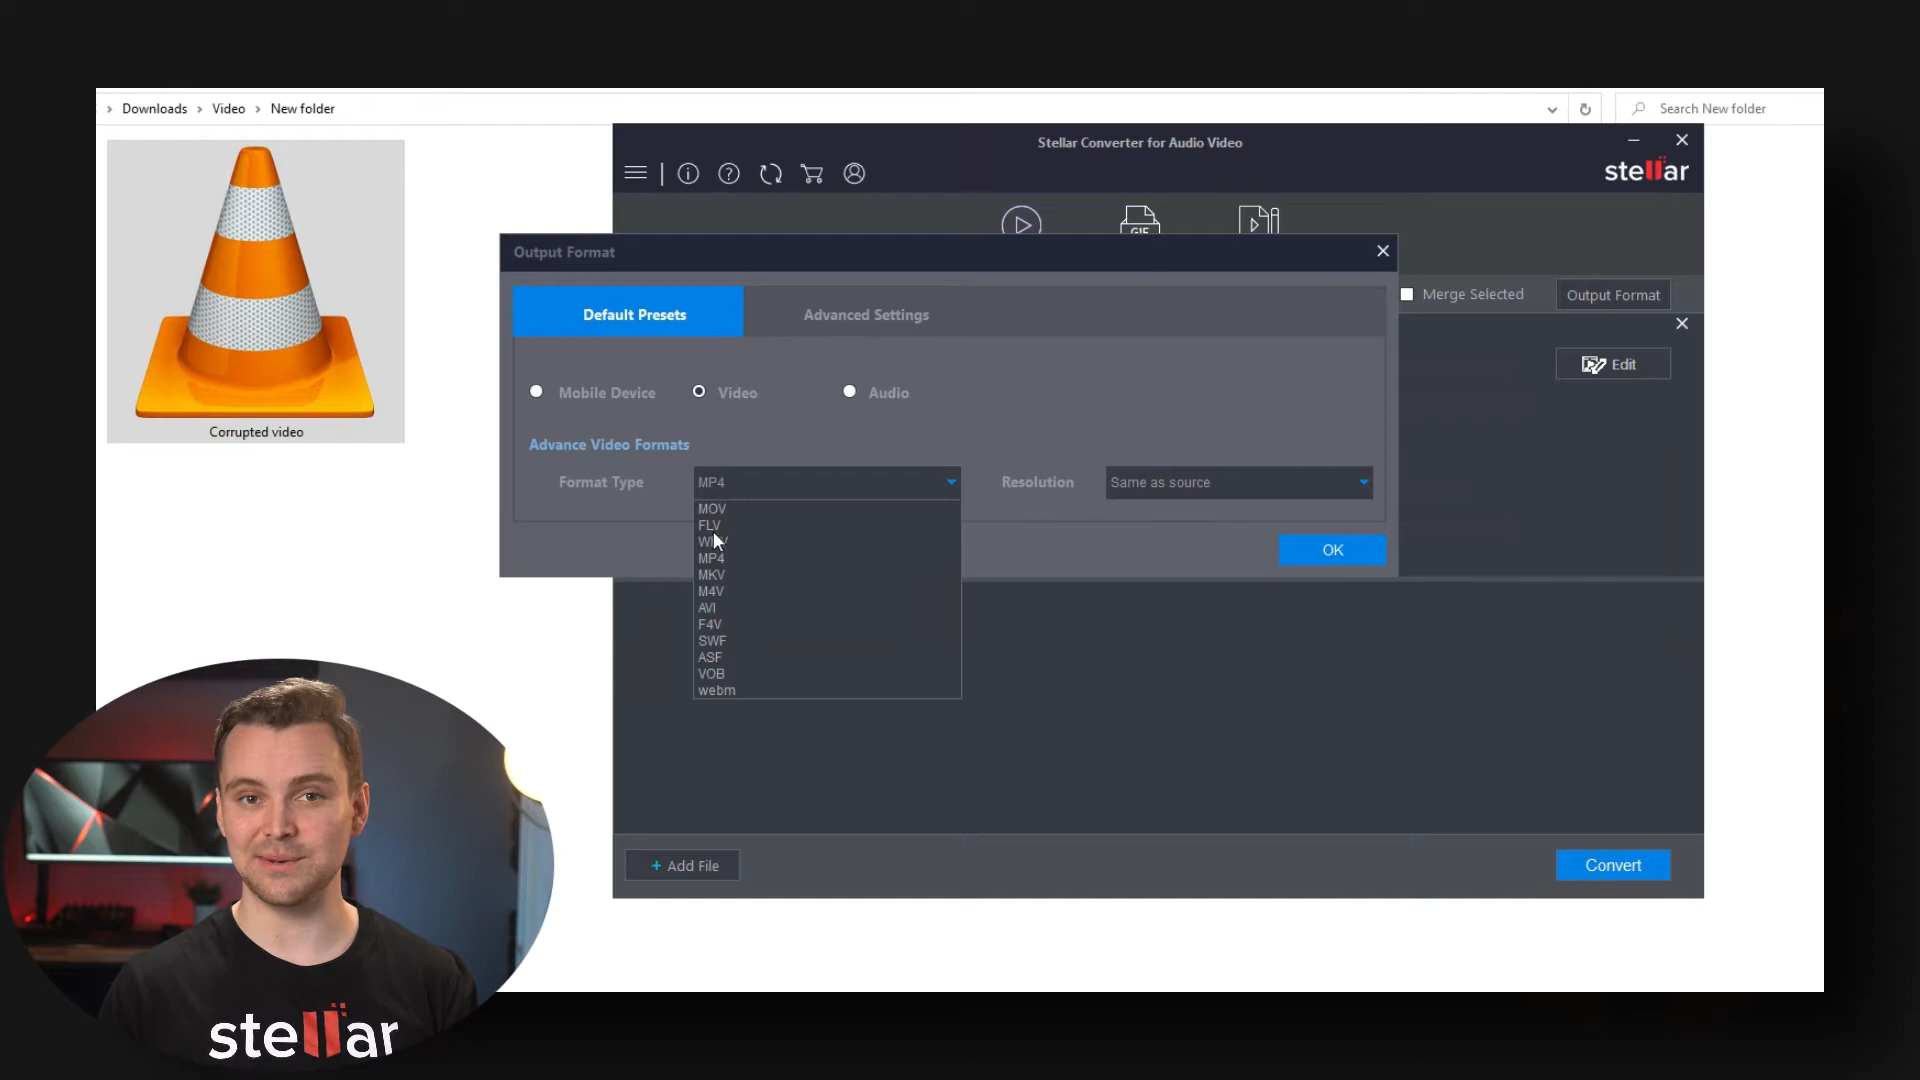 Downloads > Video > New folder
Search New folder
Stellar Converter for Audio Video
stellar
GIF
Output Format
Merge Selected
Output Format
Default Presets
Advanced Settings
Edit
Mobile Device
Video
Audio
Corrupted video
Advance Video Formats
Format Type
MP4
Resolution
Same as source
MOV
FLV
MP4
MKV
M4V
AVI
F4V
SWF
ASF
VOB
webm
OK
+ Add File
Convert
stellar